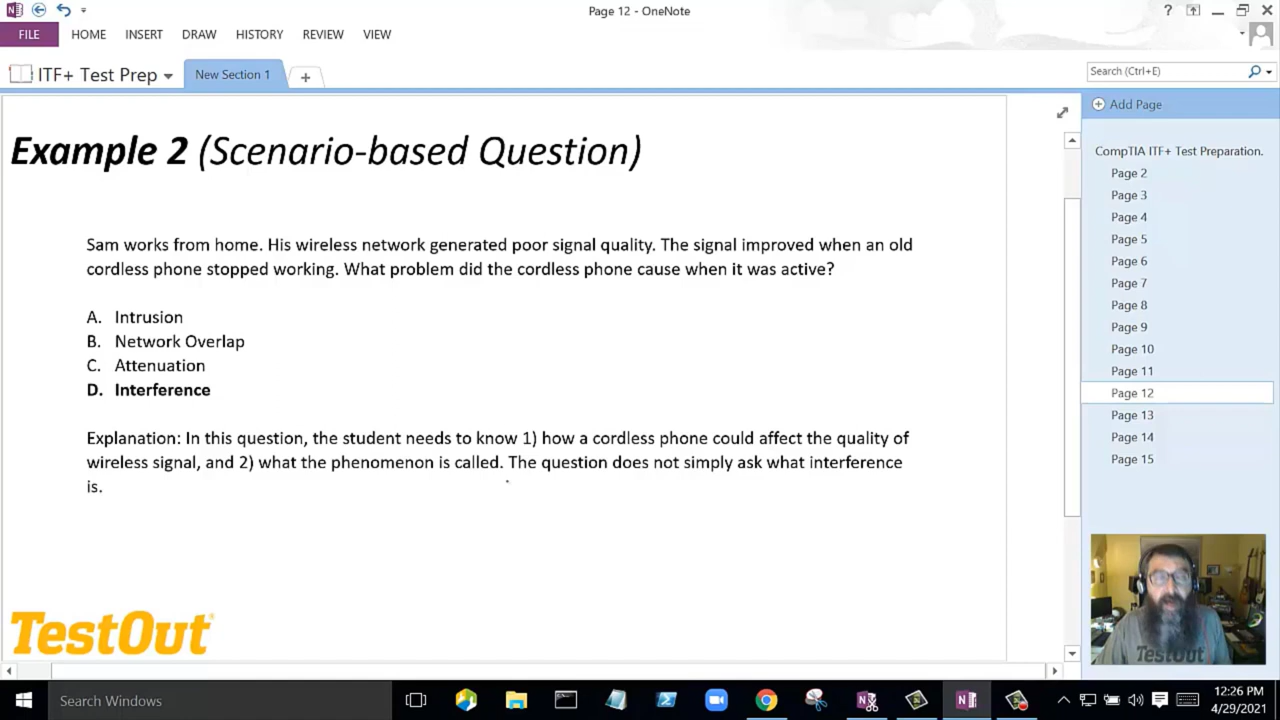 Page 12 - OneNote
FILE HOME INSERT DRAW HISTORY REVIEW VIEW
ITF+ Test Prep New Section 1 Search (Ctrl+E)
Add Page
Example 2 (Scenario-based Question)
Sam works from home. His wireless network generated poor signal quality. The signal improved when an old
cordless phone stopped working. What problem did the cordless phone cause when it was active?
A. Intrusion
B. Network Overlap
C. Attenuation
D. Interference
Explanation: In this question, the student needs to know 1) how a cordless phone could affect the quality of
wireless signal, and 2) what the phenomenon is called. The question does not simply ask what interference
is.
TestOut
CompTIA ITF+ Test Preparation.
Page 2
Page 3
Page 4
Page 5
Page 6
Page 7
Page 8
Page 9
Page 10
Page 11
Page 12
Page 13
Page 14
Page 15
TestOut
Search Windows
12:26 PM
4/29/2021